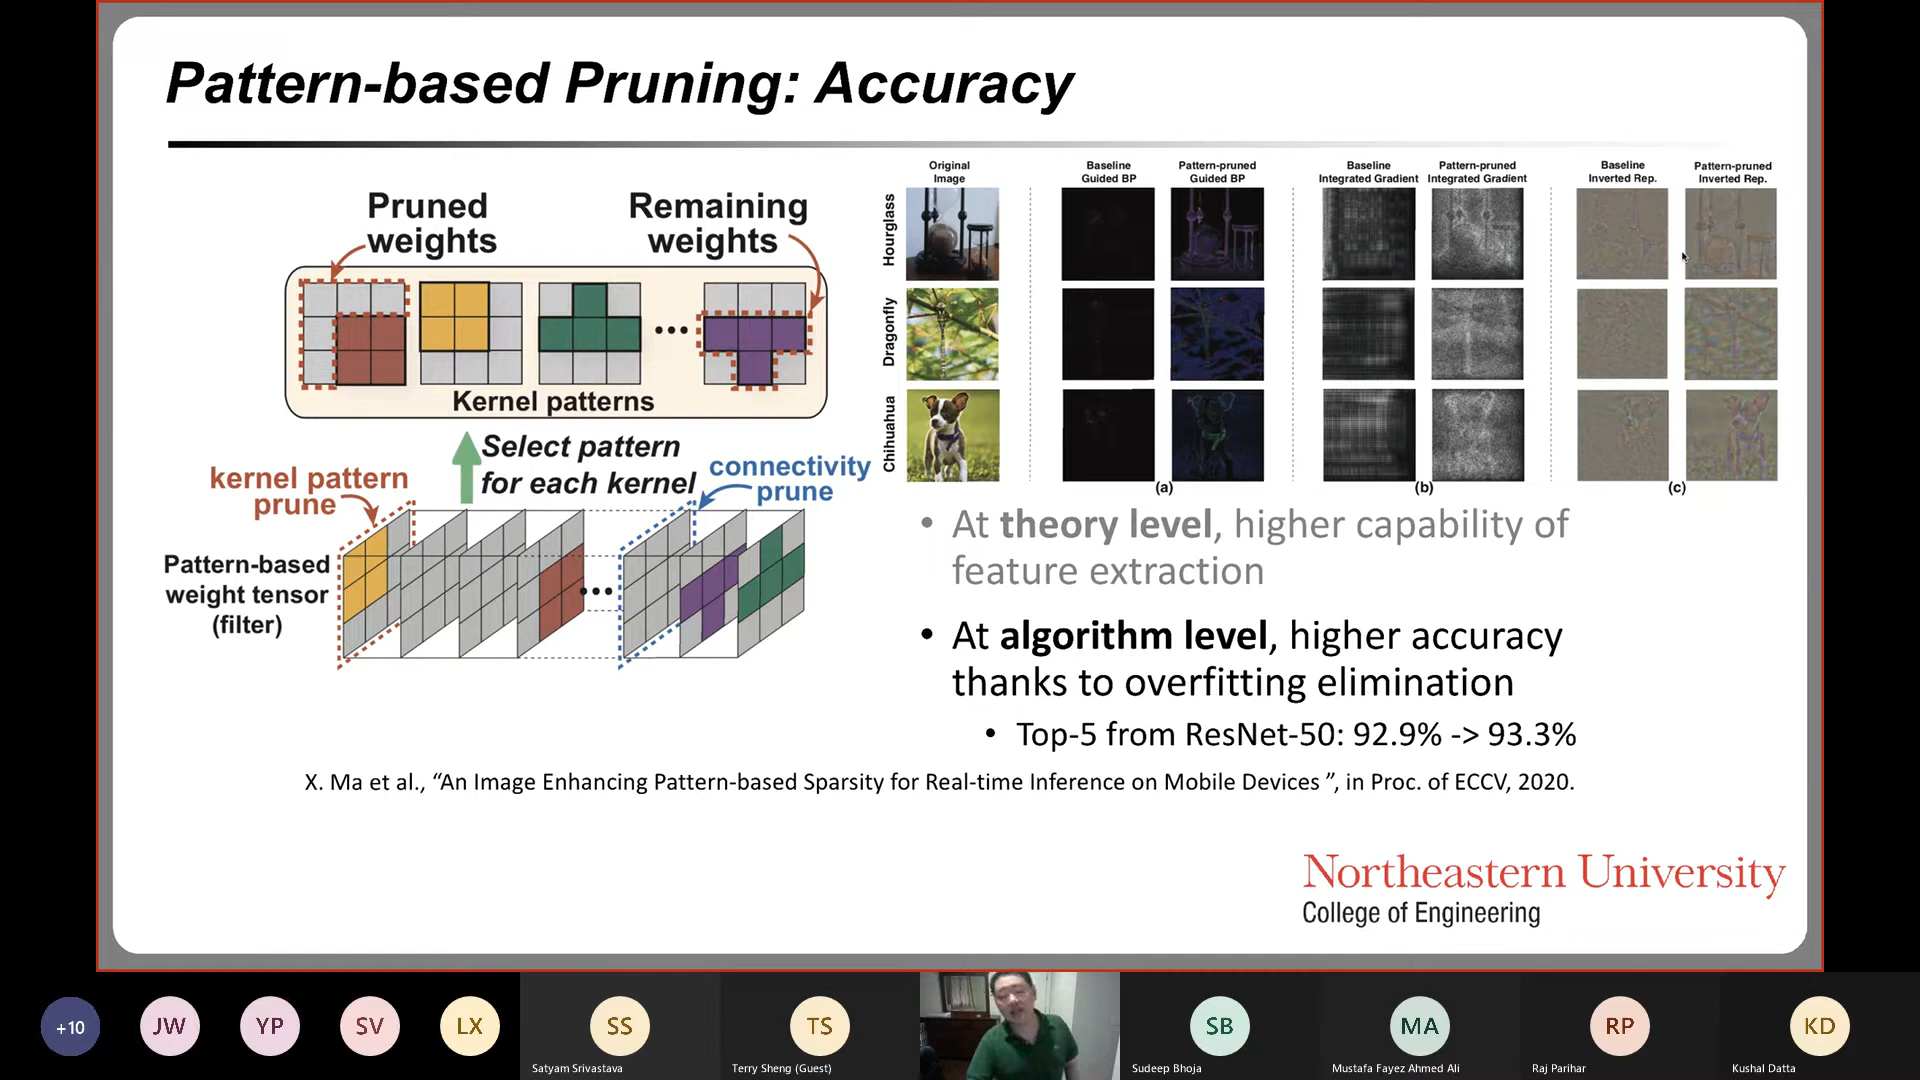 Pattern-based Pruning: Accuracy
Pruned
weights
Remaining
weights
Kernel patterns
Select pattern
for each kernel
kernel pattern
prune
connectivity
prune
Pattern-based
weight tensor
(filter)
Original
Image
Baseline
Guided BP
Pattern-pruned
Guided BP
Baseline
Integrated Gradient
Pattern-pruned
Integrated Gradient
Baseline
Inverted Rep.
Pattern-pruned
Inverted Rep.
Hourglass
Dragonfly
Chihuahua
(a)
(b)
(c)
• At theory level, higher capability of
feature extraction
• At algorithm level, higher accuracy
thanks to overfitting elimination
• Top-5 from ResNet-50: 92.9% -> 93.3%
X. Ma et al., “An Image Enhancing Pattern-based Sparsity for Real-time Inference on Mobile Devices ”, in Proc. of ECCV, 2020.
Northeastern University
College of Engineering
+10
JW
YP
SV
LX
SS
Satyam Srivastava
TS
Terry Sheng (Guest)
SB
Sudeep Bhoja
MA
Mustafa Fayez Ahmed Ali
RP
Raj Parihar
KD
Kushal Datta